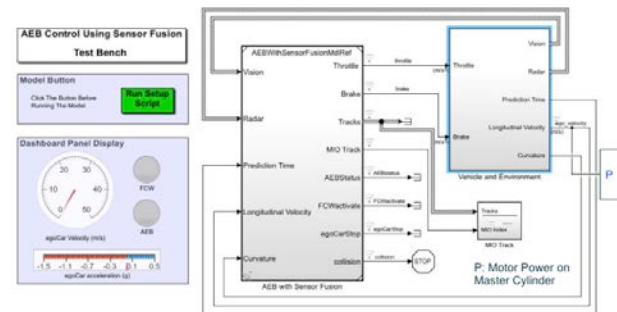 AEB Control Using Sensor Fusion
Test Bench
Model Button
Click The Button Before
Running The Model
Run Setup
Script
Dashboard Panel Display
0
10
20
30
40
50
egoCar Velocity (m/s)
FCW
AEB
-1.5
-1.1
-0.7
-0.3
0.1
0.5
egoCar acceleration (g)
AEBWithSensorFusionMdlRef
Vision
Radar
Prediction Time
Longitudinal Velocity
Curvature
Throttle
Brake
Tracks
MIO Track
AEBStatus
FCWactivate
egoCarStop
collision
AEB with Sensor Fusion
throttle
brake
AEBstatus
FCWactivate
egoCarStop
collision
STOP
Throttle
Brake
Vision
Radar
Prediction Time
Longitudinal Velocity
Curvature
Vehicle and Environment
ego_velocity
Tracks
MIO Index
MIO Track
P
P: Motor Power on
Master Cylinder